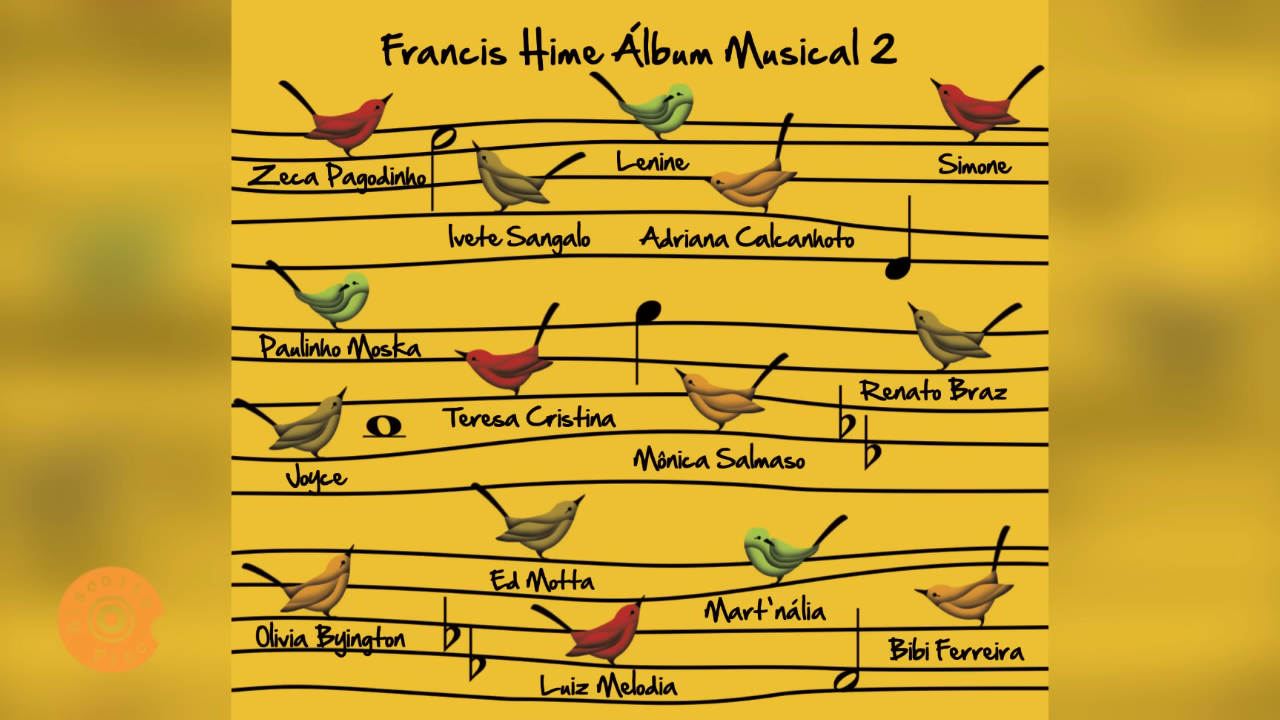 Francis Hime Álbum Musical 2
Zeca Pagodinho
Lenine
Simone
Ivete Sangalo
Adriana Calcanhoto
Paulinho Moska
Teresa Cristina
Renato Braz
Joyce
Mônica Salmaso
Ed Motta
Mart'nália
Olivia Byington
Luiz Melodia
Bibi Ferreira